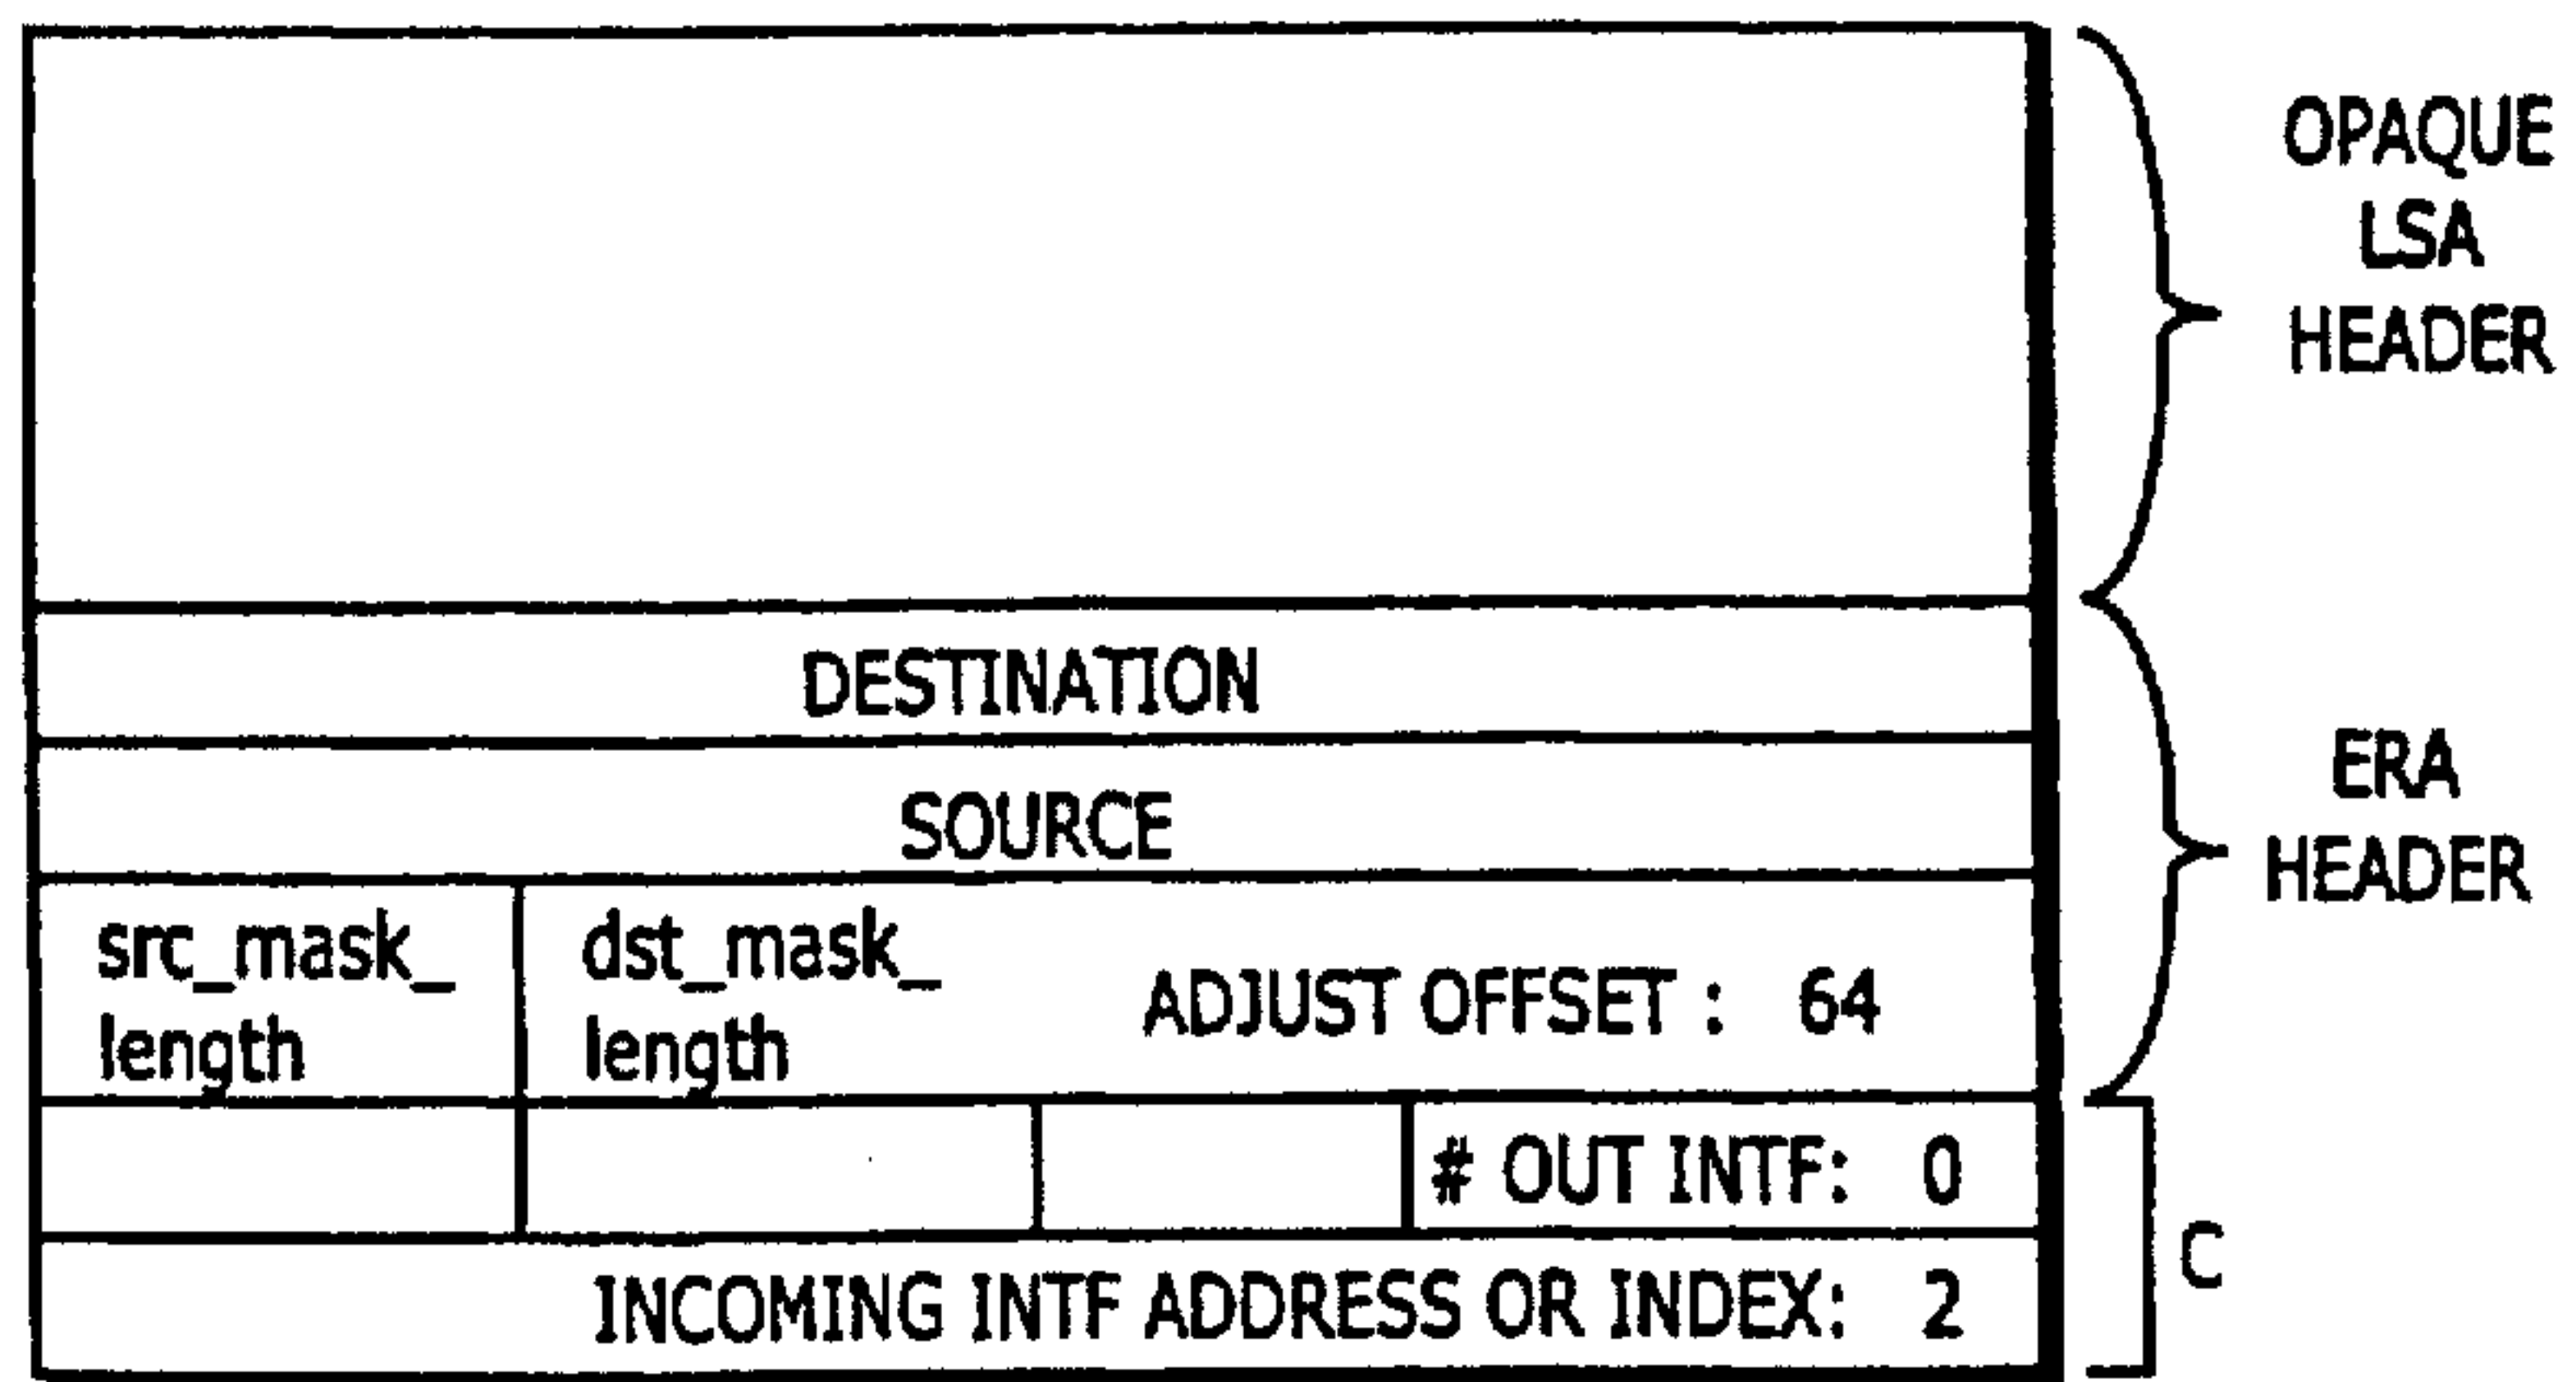 OPAQUE
LSA
HEADER
DESTINATION
SOURCE
ERA
HEADER
src_mask_
length
dst_mask_
length
ADJUST OFFSET : 64
# OUT INTF: 0
INCOMING INTF ADDRESS OR INDEX: 2
C